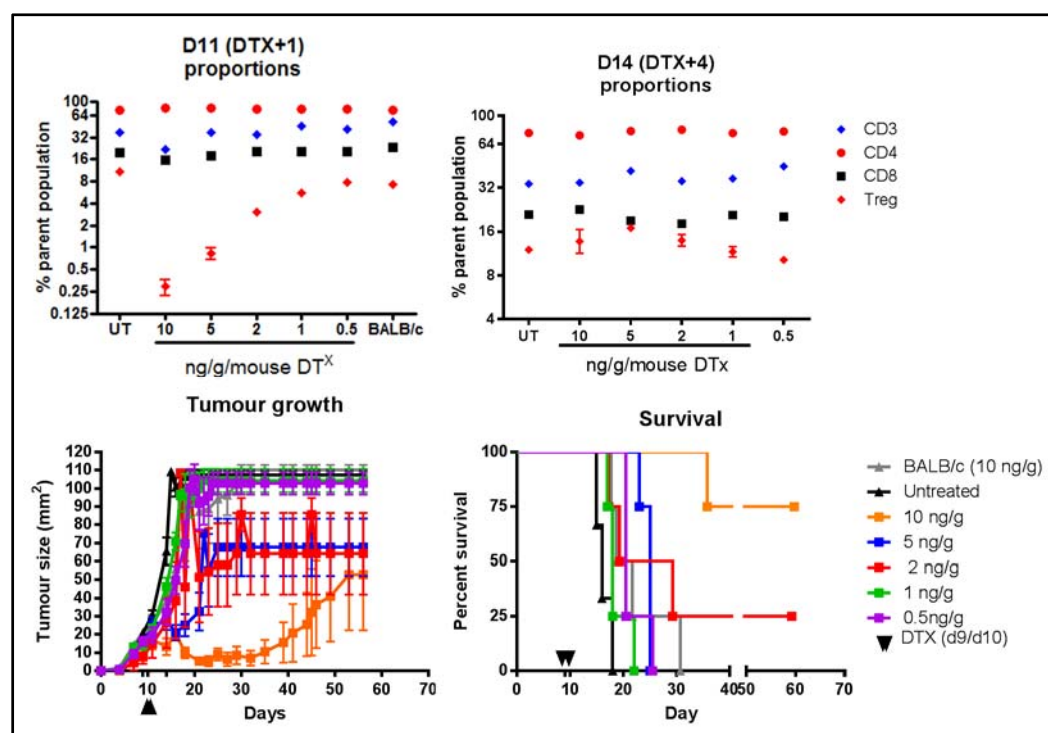 D11 (DTX+1)
proportions
% parent population
100
64
32
16
8
4
2
1
0.5
0.25
0.125
UT 10 5 2 1 0.5 BALB/c
ng/g/mouse DTX
D14 (DTX+4)
proportions
% parent population
100
64
32
16
8
4
UT 10 5 2 1 0.5
ng/g/mouse DTx
CD3
CD4
CD8
Treg
Tumour growth
Tumour size (mm2)
120
110
100
90
80
70
60
50
40
30
20
10
0
0 10 20 30 40 50 60 70
Days
Survival
Percent survival
100
75
50
25
0
0 10 20 30 40 50 60 70
Day
BALB/c (10 ng/g)
Untreated
10 ng/g
5 ng/g
2 ng/g
1 ng/g
0.5ng/g
DTX (d9/d10)